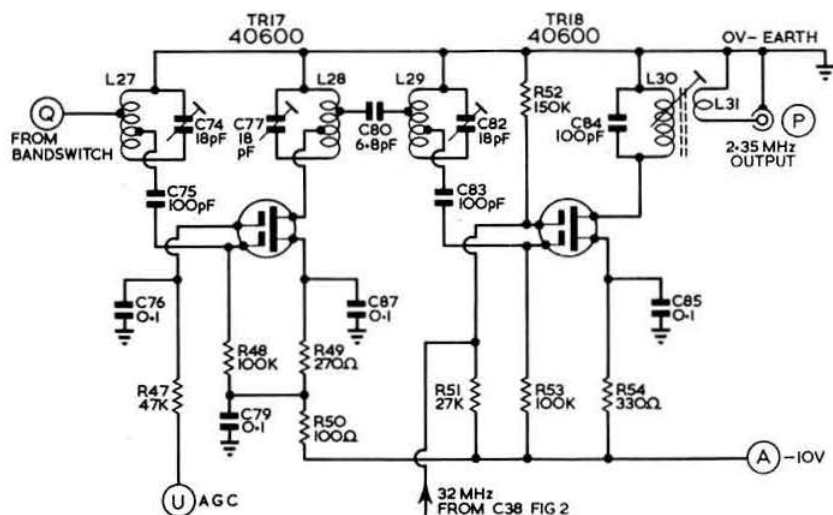 TR17
40600
TR18
40600
OV-EARTH
L27
L28
L29
L30
L31
R52
150K
Q
FROM
BANDSWITCH
C74
18pF
C77
18
pF
C80
6·8pF
C82
18pF
C84
100pF
P
2·35 MHz
OUTPUT
C75
100pF
C83
100pF
C76
0·1
C87
0·1
C85
0·1
R48
100K
R49
270Ω
R47
47K
R51
27K
R53
100K
R54
330Ω
C79
0·1
R50
100Ω
A
-10V
U
AGC
32 MHz
FROM C38 FIG 2